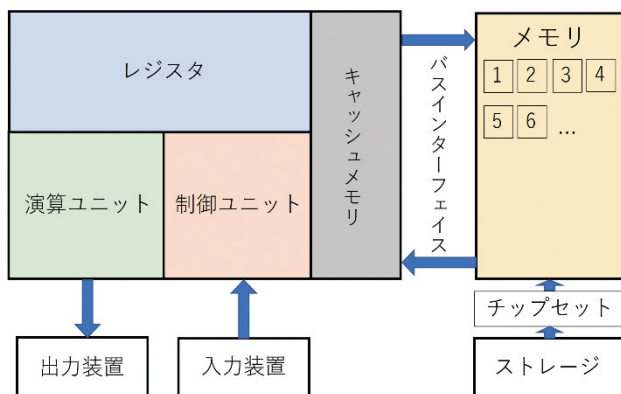 レジスタ
キャッシュメモリ
バスインターフェイス
メモリ
1 2 3 4
5 6 ...
演算ユニット
制御ユニット
チップセット
出力装置
入力装置
ストレージ